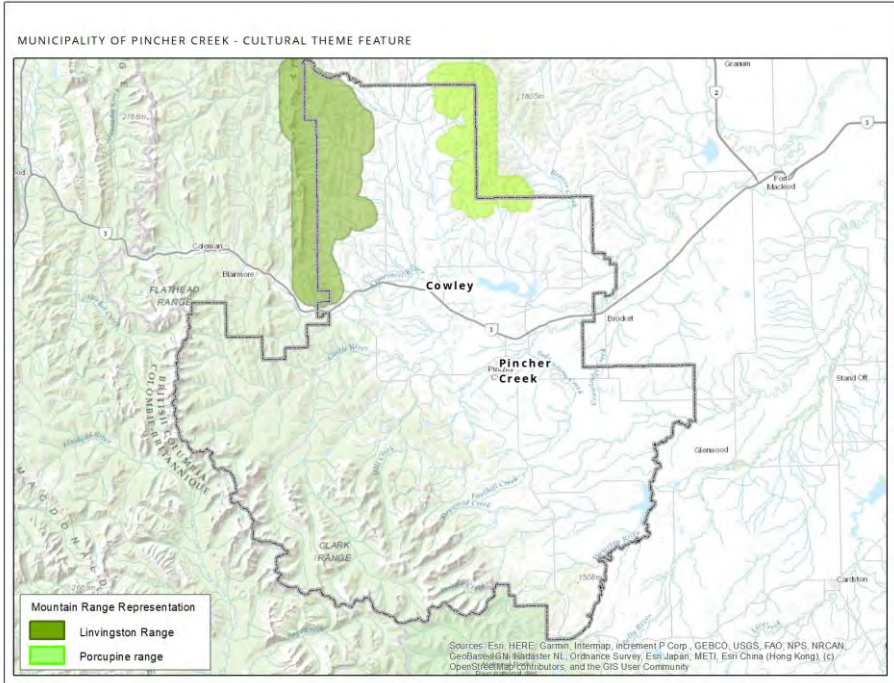 MUNICIPALITY OF PINCHER CREEK - CULTURAL THEME FEATURE
Granum
1805m
2
3
Fort
Macleod
3
Coleman
Blairmore
FLATHEAD
RANGE
Cowley
3
Brocket
Castle River
Pincher
Creek
Stand Off
BRITISH COLUMBIA
COLOMBIE-BRITANNIQUE
Glenwood
CLARK
RANGE
1508m
Cardston
Mountain Range Representation
Linvingston Range
Porcupine range
Sources: Esri, HERE, Garmin, Intermap, increment P Corp., GEBCO, USGS, FAO, NPS, NRCAN,
GeoBase, IGN, Kadaster NL, Ordnance Survey, Esri Japan, METI, Esri China (Hong Kong), (c)
OpenStreetMap contributors, and the GIS User Community